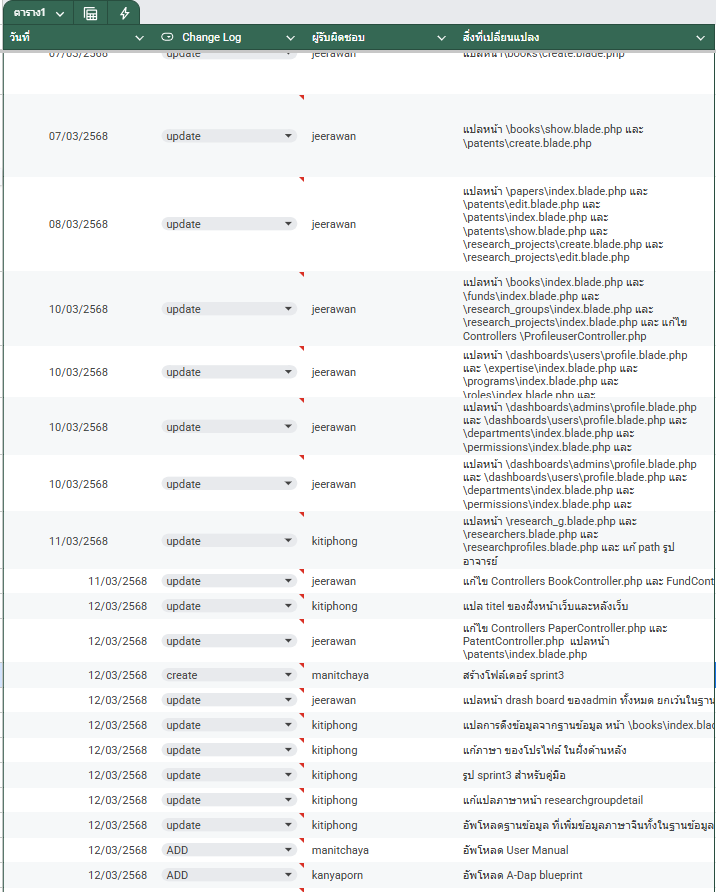 ตาราง1
วันที่ Change Log ผู้รับผิดชอบ สิ่งที่เปลี่ยนแปลง
07/03/2568 update jeerawan แปลหน้า \books\create.blade.php
07/03/2568 update jeerawan แปลหน้า \books\show.blade.php และ
\patents\create.blade.php
08/03/2568 update jeerawan แปลหน้า \papers\index.blade.php และ
\patents\edit.blade.php และ
\patents\index.blade.php และ
\patents\show.blade.php และ
\research_projects\create.blade.php และ
\research_projects\edit.blade.php
10/03/2568 update jeerawan แปลหน้า \books\index.blade.php และ
\funds\index.blade.php และ
\research_groups\index.blade.php และ
\research_projects\index.blade.php และ แก้ไข
Controllers \ProfileuserController.php
10/03/2568 update jeerawan แปลหน้า \dashboards\users\profile.blade.php
และ \expertise\index.blade.php และ
\programs\index.blade.php และ
\roles\index.blade.php และ
10/03/2568 update jeerawan แปลหน้า \dashboards\admins\profile.blade.php
และ \dashboards\users\profile.blade.php และ
\departments\index.blade.php และ
\permissions\index.blade.php และ
10/03/2568 update jeerawan แปลหน้า \dashboards\admins\profile.blade.php
และ \dashboards\users\profile.blade.php และ
\departments\index.blade.php และ
\permissions\index.blade.php และ
11/03/2568 update kitiphong แปลหน้า \research_g.blade.php และ
\researchers.blade.php และ
\researchprofiles.blade.php และ แก้ path รูป
อาจารย์
11/03/2568 update jeerawan แก้ไข Controllers BookController.php และ FundCont
12/03/2568 update kitiphong แปล titel ของฝั่งหน้าเว็บและหลังเว็บ
12/03/2568 update jeerawan แก้ไข Controllers PaperController.php และ
PatentController.php แปลหน้า
\patents\index.blade.php
12/03/2568 create manitchaya สร้างโฟล์เดอร์ sprint3
12/03/2568 update jeerawan แปลหน้า drash board ของadmin ทั้งหมด ยกเว้นในฐาน
12/03/2568 update kitiphong แปลการดึงข้อมูลจากฐานข้อมูล หน้า \books\index.blac
12/03/2568 update kitiphong แก้ภาษา ของโปรไฟล์ ในฝั่งด้านหลัง
12/03/2568 update kitiphong รูป sprint3 สำหรับคู่มือ
12/03/2568 update kitiphong แก้แปลภาษาหน้า researchgroupdetail
12/03/2568 update kitiphong อัพโหลดฐานข้อมูล ที่เพิ่มข้อมูลภาษาจีนทั้งในฐานข้อมูล
12/03/2568 ADD manitchaya อัพโหลด User Manual
12/03/2568 ADD kanyaporn อัพโหลด A-Dap blueprint